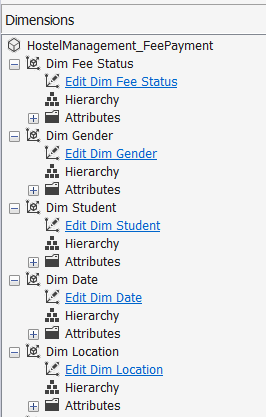 Dimensions
HostelManagement_FeePayment
Dim Fee Status
Edit Dim Fee Status
Hierarchy
Attributes
Dim Gender
Edit Dim Gender
Hierarchy
Attributes
Dim Student
Edit Dim Student
Hierarchy
Attributes
Dim Date
Edit Dim Date
Hierarchy
Attributes
Dim Location
Edit Dim Location
Hierarchy
Attributes